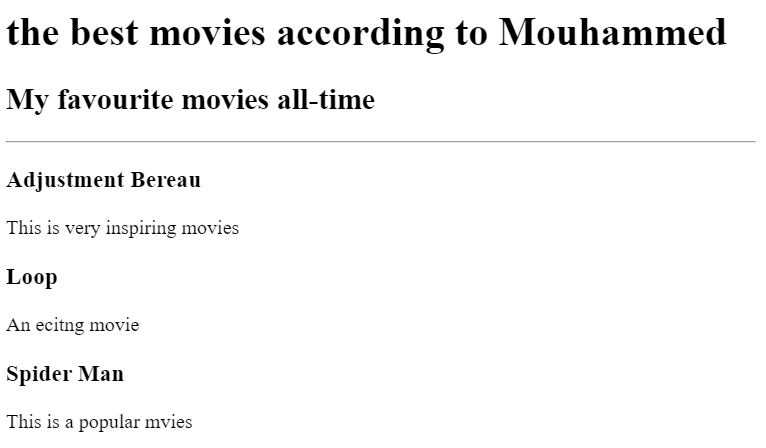 the best movies according to Mouhammed
My favourite movies all-time
Adjustment Bereau
This is very inspiring movies
Loop
An ecitng movie
Spider Man
This is a popular mvies